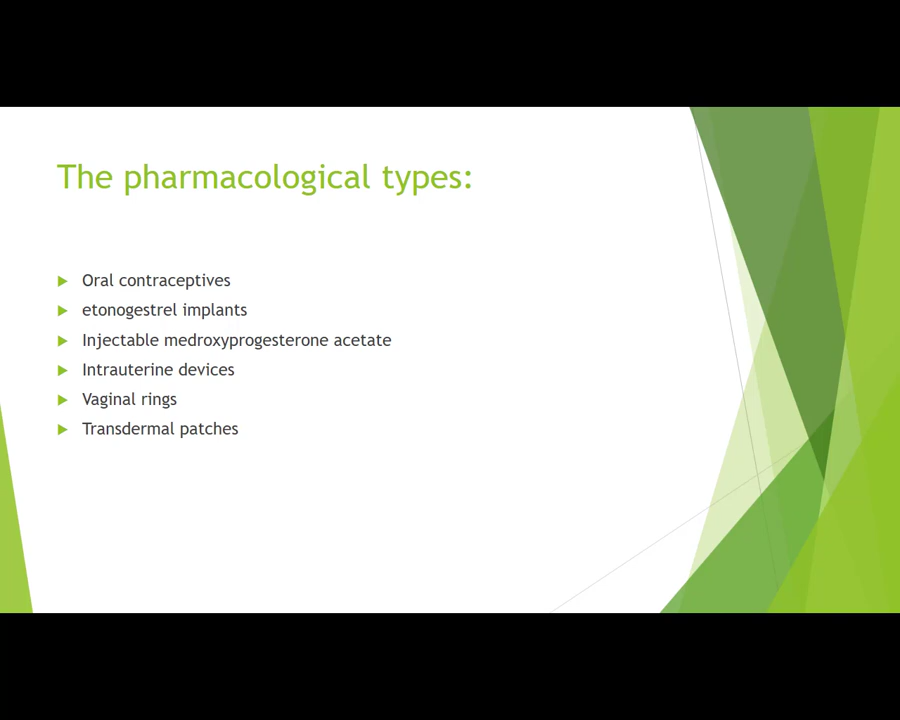 The pharmacological types:
Oral contraceptives
etonogestrel implants
Injectable medroxyprogesterone acetate
Intrauterine devices
Vaginal rings
Transdermal patches